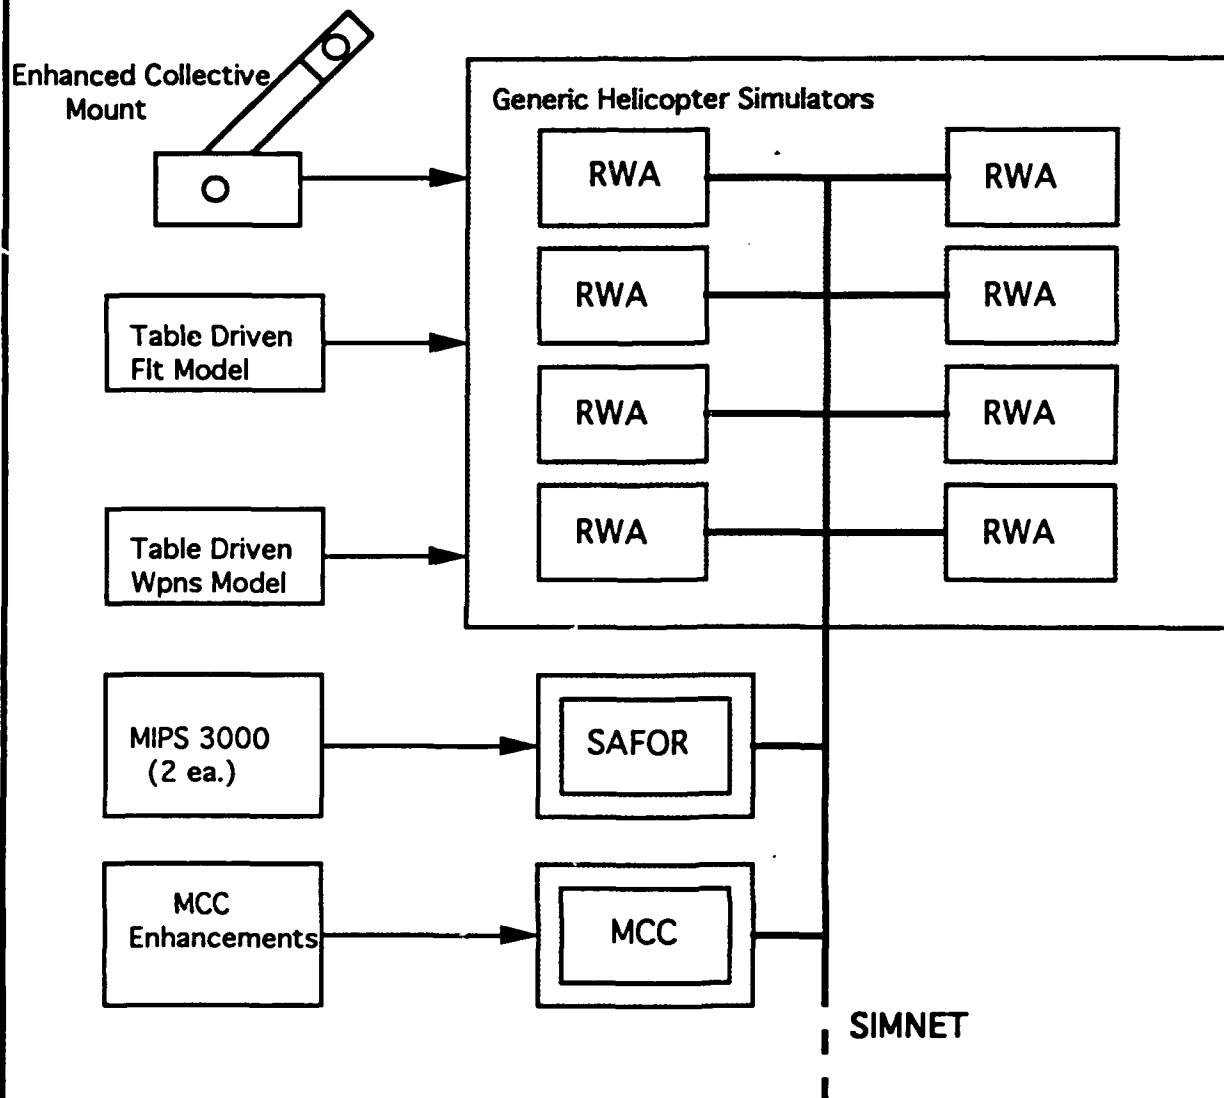 Enhanced Collective
Mount
Generic Helicopter Simulators
RWA
RWA
RWA
RWA
RWA
RWA
RWA
RWA
Table Driven
Flt Model
Table Driven
Wpns Model
MIPS 3000
(2 ea.)
SAFOR
MCC
Enhancements
MCC
SIMNET